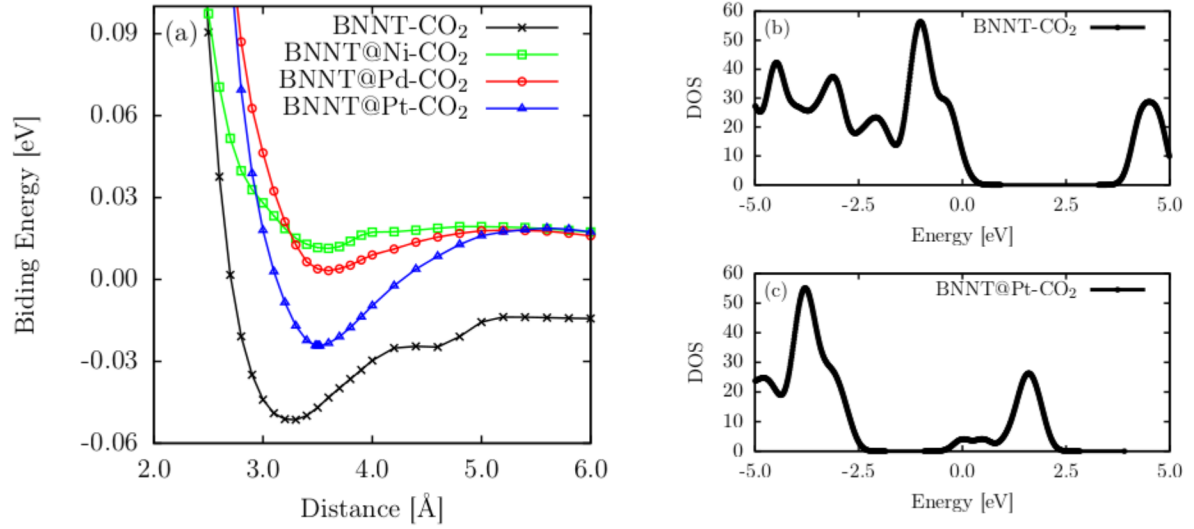 (a)
BNNT-CO₂
BNNT@Ni-CO₂
BNNT@Pd-CO₂
BNNT@Pt-CO₂
Biding Energy [eV]
0.09
0.06
0.03
0.00
-0.03
-0.06
2.0 3.0 4.0 5.0 6.0
Distance [Å]
(b)
BNNT-CO₂
DOS
60
50
40
30
20
10
0
-5.0 -2.5 0.0 2.5 5.0
Energy [eV]
(c)
BNNT@Pt-CO₂
DOS
60
50
40
30
20
10
0
-5.0 -2.5 0.0 2.5 5.0
Energy [eV]